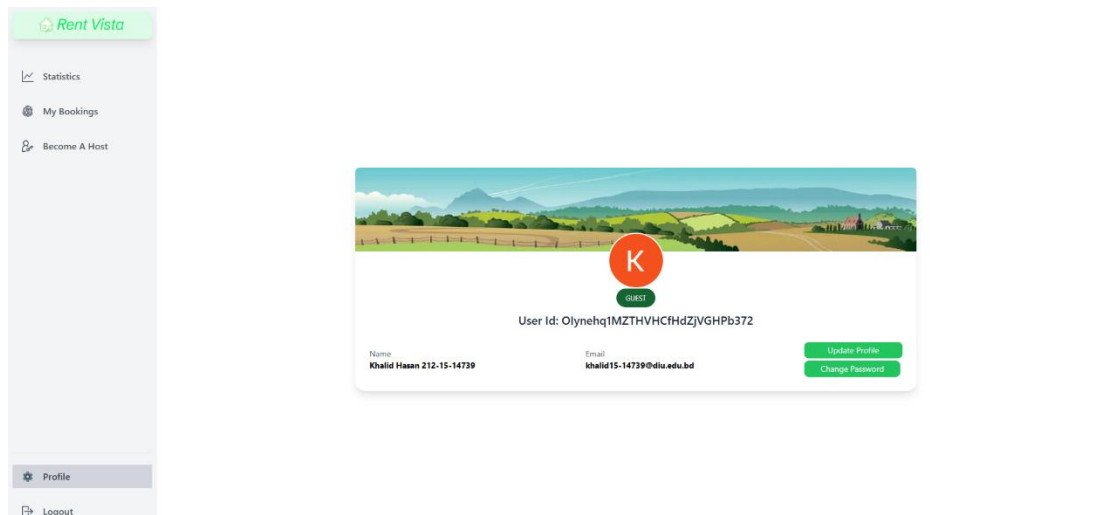 Rent Vista
Statistics
My Bookings
Become A Host
Profile
Logout
K
GUEST
User Id: OIynehq1MZTHVHCfHdZjVGHPb372
Name
Khalid Hasan 212-15-14739
Email
khalid15-14739@diu.edu.bd
Update Profile
Change Password